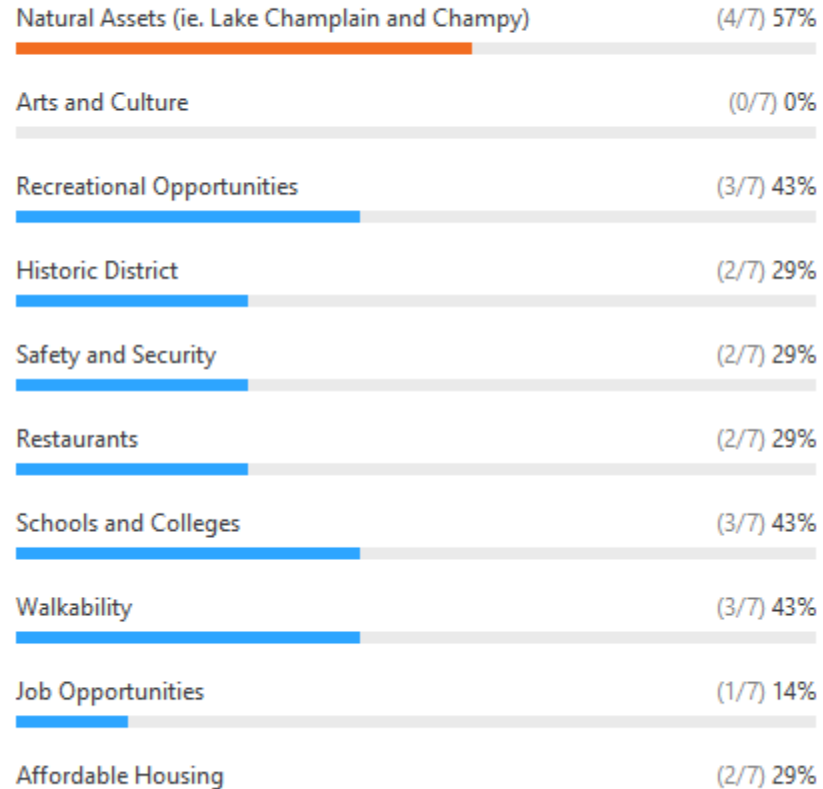 Natural Assets (ie. Lake Champlain and Champy) (4/7) 57%
Arts and Culture (0/7) 0%
Recreational Opportunities (3/7) 43%
Historic District (2/7) 29%
Safety and Security (2/7) 29%
Restaurants (2/7) 29%
Schools and Colleges (3/7) 43%
Walkability (3/7) 43%
Job Opportunities (1/7) 14%
Affordable Housing (2/7) 29%